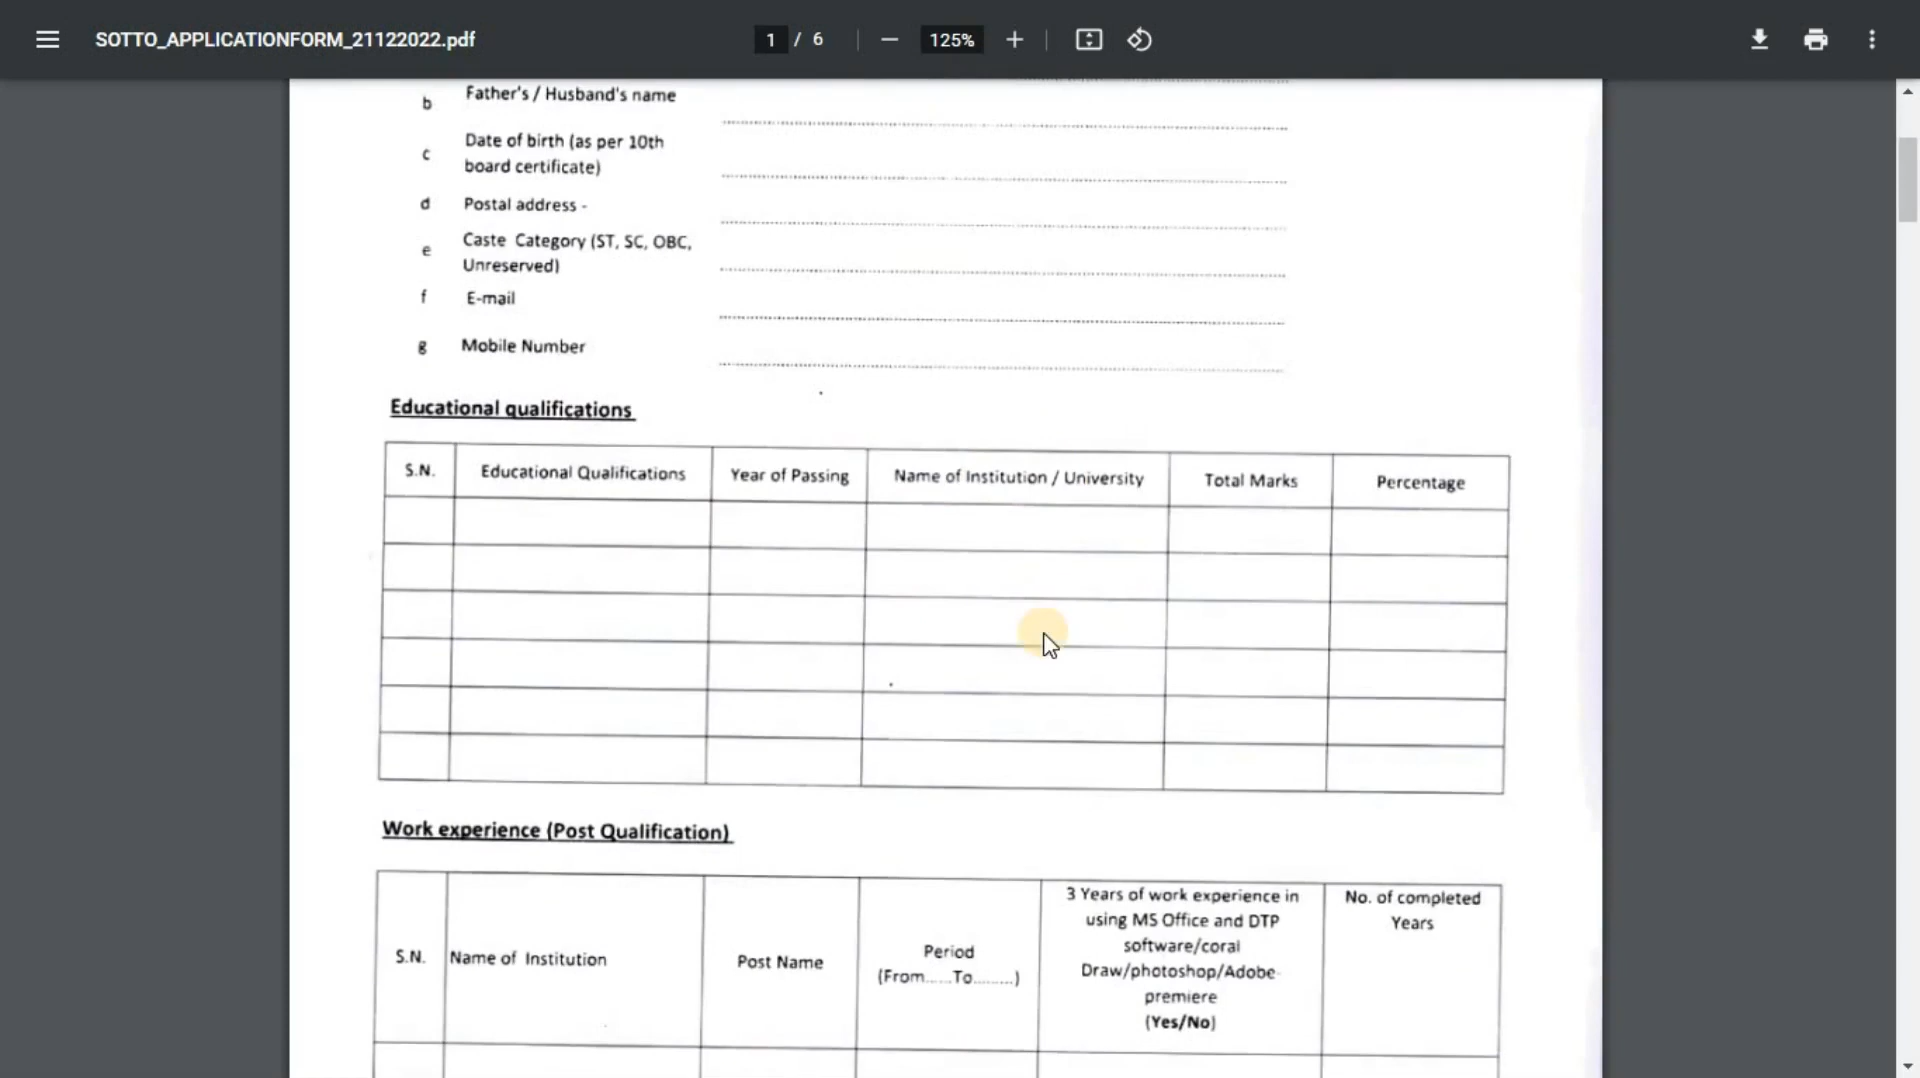 SOTTO_APPLICATIONFORM_21122022.pdf
1 / 6
125%
b Father's / Husband's name
c Date of birth (as per 10th
board certificate)
d Postal address -
e Caste Category (ST, SC, OBC,
Unreserved)
f E-mail
g Mobile Number
Educational qualifications
S.N. Educational Qualifications Year of Passing Name of Institution / University Total Marks Percentage
Work experience (Post Qualification)
S.N.
Name of Institution
Post Name
Period
(From......To.........)
3 Years of work experience in
using MS Office and DTP
software/coral
Draw/photoshop/Adobe
premiere
(Yes/No)
No. of completed
Years